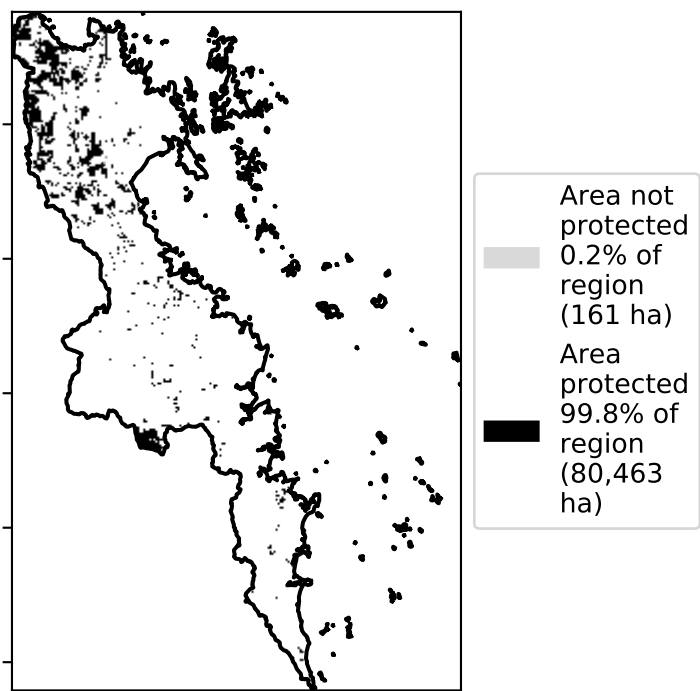 Area not
protected
0.2% of
region
(161 ha)
Area
protected
99.8% of
region
(80,463
ha)